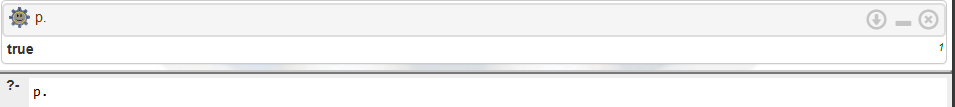 p.
true 1
?- p.